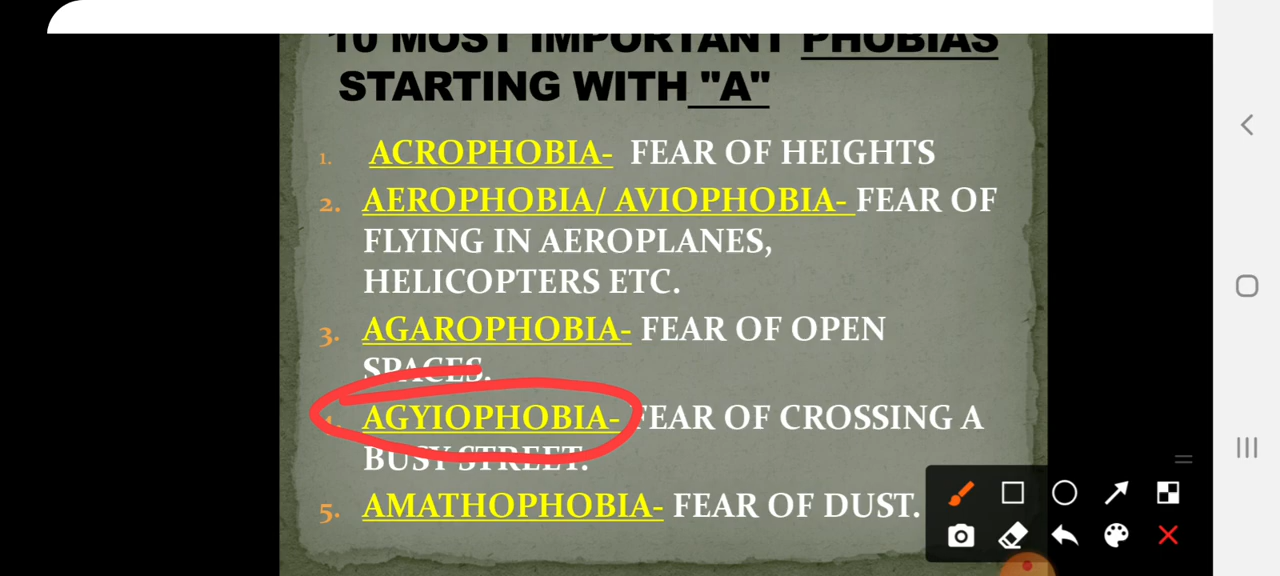 10 MOST IMPORTANT PHOBIAS
STARTING WITH "A"
1. ACROPHOBIA- FEAR OF HEIGHTS
2. AEROPHOBIA/ AVIOPHOBIA- FEAR OF
FLYING IN AEROPLANES,
HELICOPTERS ETC.
3. AGAROPHOBIA- FEAR OF OPEN
SPACES.
4. AGYIOPHOBIA- FEAR OF CROSSING A
BUSY STREET.
5. AMATHOPHOBIA- FEAR OF DUST.